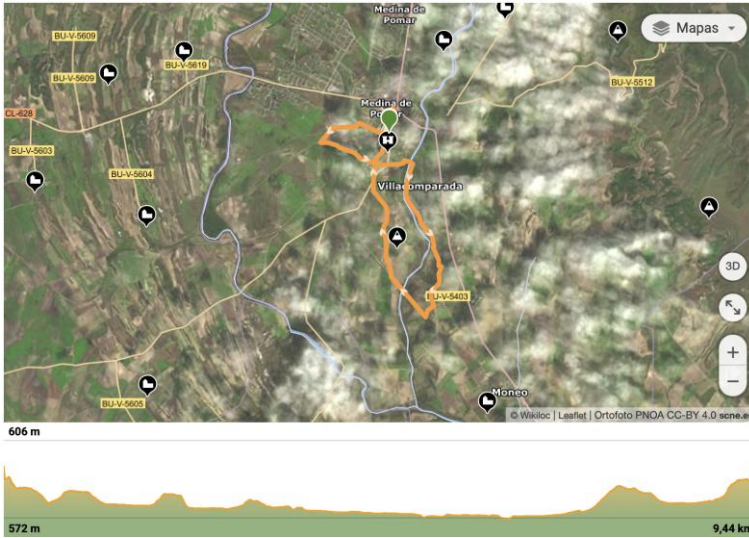 Medina de
Pomar
BU-V-5609
BU-V-5619
Mapas
BU-V-5609
BU-V-5512
CL-628
Medina de
Pomar
BU-V-5603
BU-V-5604
Villacomparada
3D
BU-V-5403
+
−
BU-V-5605
Moneo
© Wikiloc | Leaflet | Ortofoto PNOA CC-BY 4.0 scne.es
606 m
572 m
9,44 km